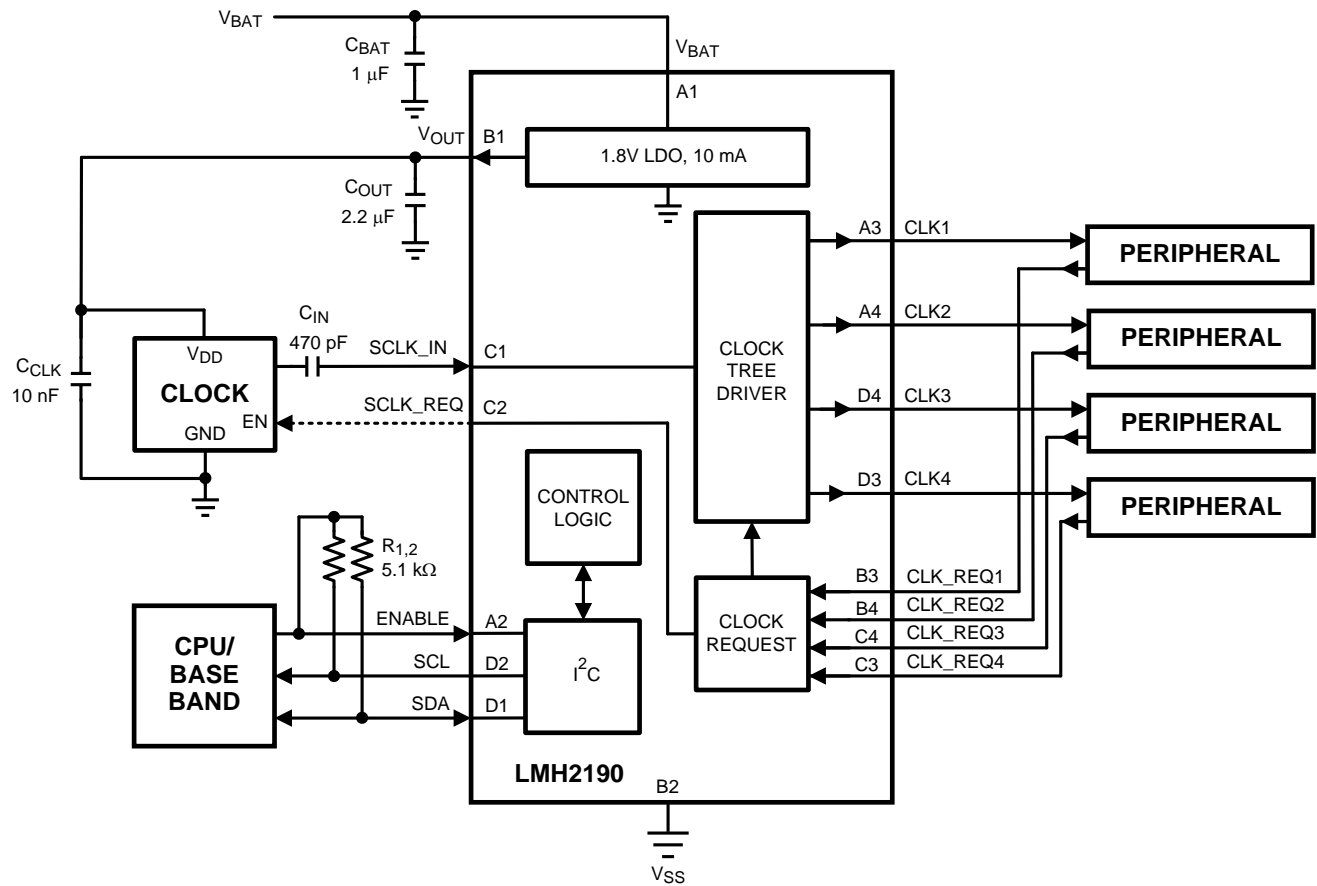 VBAT
CBAT
1 μF
VBAT
A1
VOUT
B1
1.8V LDO, 10 mA
COUT
2.2 μF
A3 CLK1
PERIPHERAL
A4 CLK2
PERIPHERAL
CIN
470 pF
SCLK_IN
C1
CLOCK
TREE
DRIVER
VDD
CLOCK
EN
GND
CCLK
10 nF
SCLK_REQ
C2
D4 CLK3
PERIPHERAL
D3 CLK4
PERIPHERAL
CONTROL
LOGIC
R1,2
5.1 kΩ
B3 CLK_REQ1
B4 CLK_REQ2
C4 CLK_REQ3
C3 CLK_REQ4
CLOCK
REQUEST
CPU/
BASE
BAND
ENABLE
A2
SCL
D2
SDA
D1
I2C
LMH2190
B2
VSS